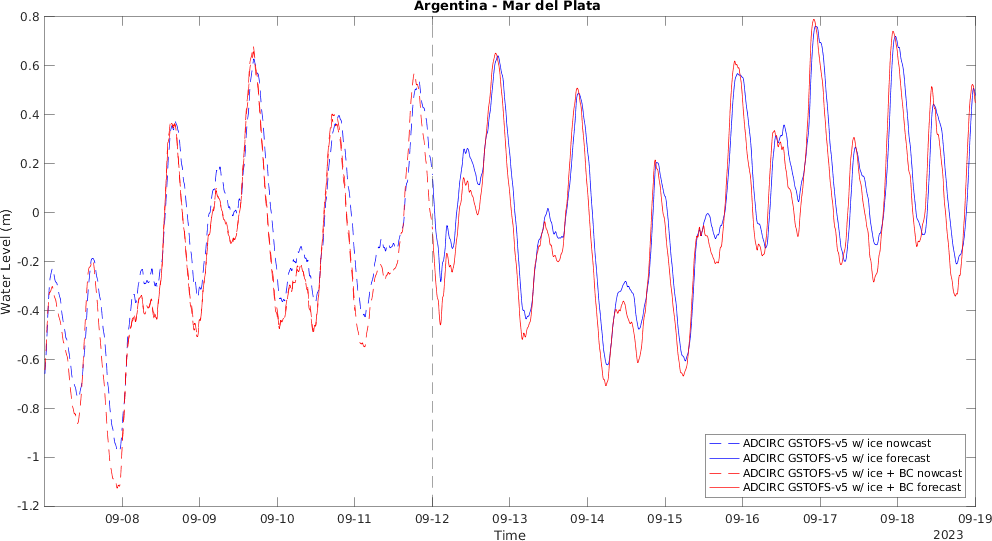 Argentina - Mar del Plata
0.8
0.6
0.4
0.2
0
-0.2
-0.4
-0.6
-0.8
-1
-1.2
Water Level (m)
ADCIRC GSTOFS-v5 w/ ice nowcast
ADCIRC GSTOFS-v5 w/ ice forecast
ADCIRC GSTOFS-v5 w/ ice + BC nowcast
ADCIRC GSTOFS-v5 w/ ice + BC forecast
09-08 09-09 09-10 09-11 09-12 09-13 09-14 09-15 09-16 09-17 09-18 09-19
Time
2023